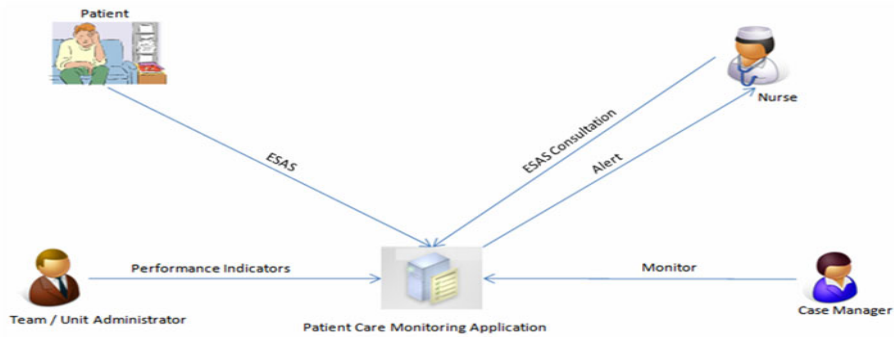 Patient
Nurse
ESAS
ESAS Consultation
Alert
Performance Indicators
Monitor
Team / Unit Administrator
Patient Care Monitoring Application
Case Manager